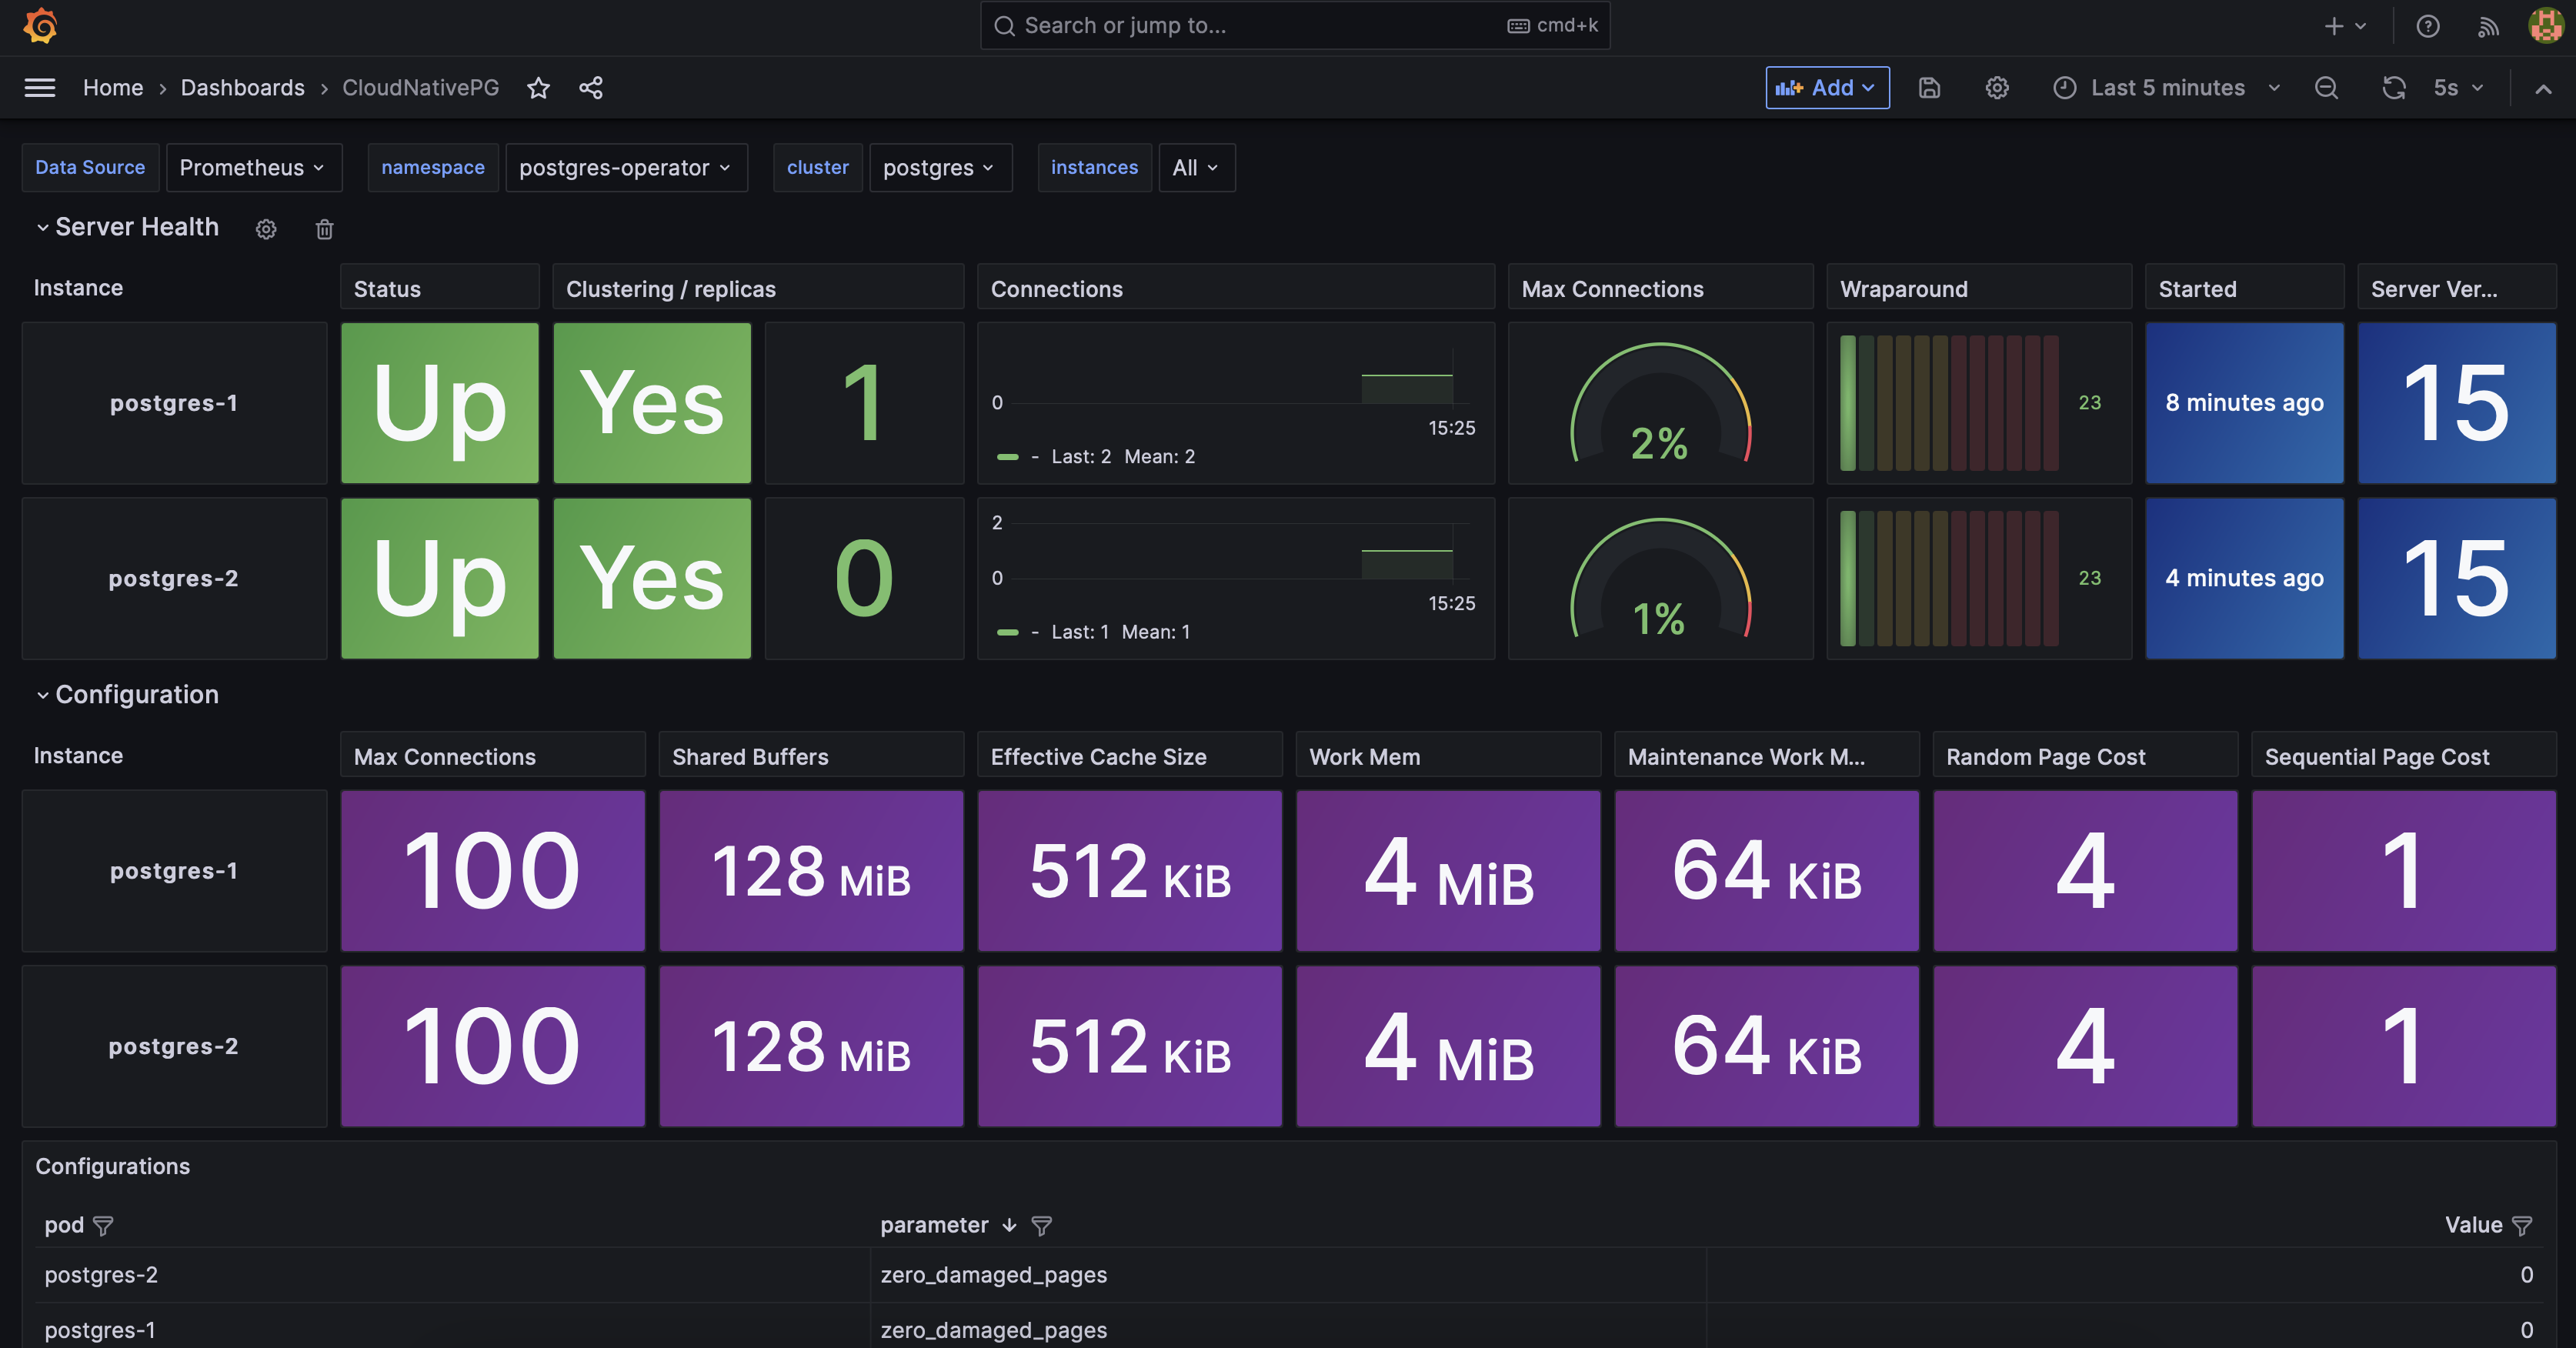 Search or jump to... cmd+k
Home › Dashboards › CloudNativePG Add Last 5 minutes 5s
Data Source Prometheus namespace postgres-operator cluster postgres instances All
Server Health
Instance Status Clustering / replicas Connections Max Connections Wraparound Started Server Ver...
postgres-1 Up Yes 1 0 15:25 - Last: 2 Mean: 2 2% 23 8 minutes ago 15
postgres-2 Up Yes 0 2 0 15:25 - Last: 1 Mean: 1 1% 23 4 minutes ago 15
Configuration
Instance Max Connections Shared Buffers Effective Cache Size Work Mem Maintenance Work M... Random Page Cost Sequential Page Cost
postgres-1 100 128 MiB 512 KiB 4 MiB 64 KiB 4 1
postgres-2 100 128 MiB 512 KiB 4 MiB 64 KiB 4 1
Configurations
pod parameter Value
postgres-2 zero_damaged_pages 0
postgres-1 zero_damaged_pages 0